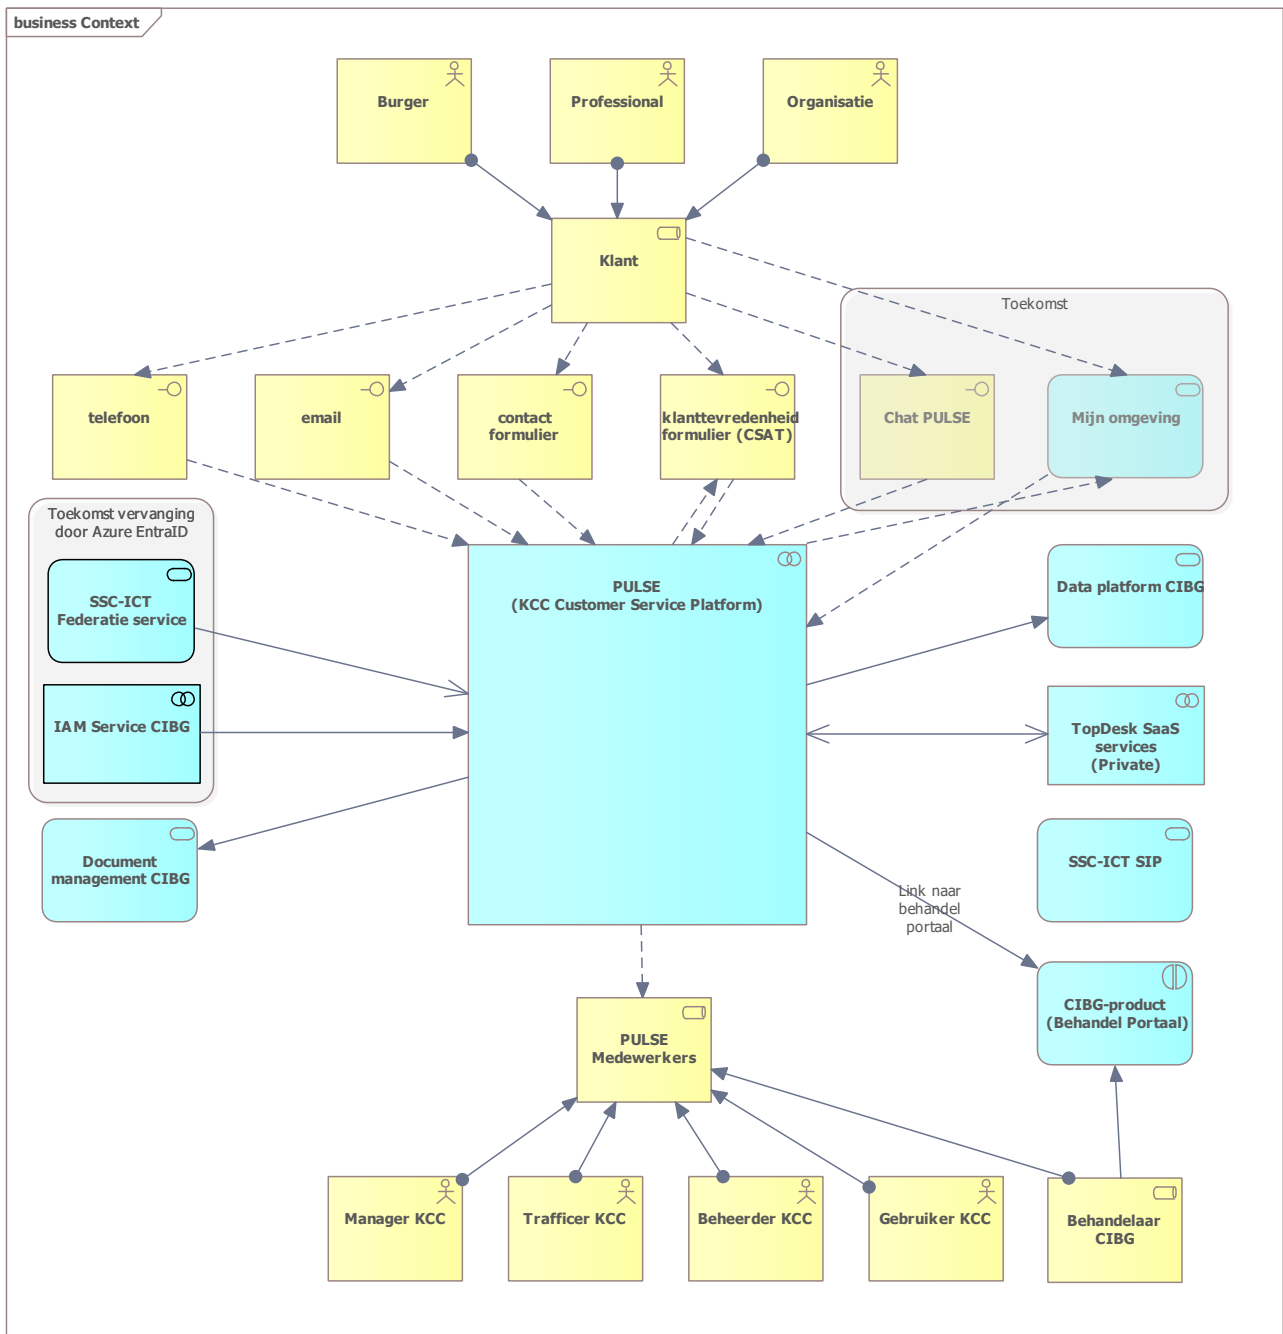 business Context
Burger
Professional
Organisatie
Klant
Toekomst
telefoon
email
contact
formulier
klanttevredenheid
formulier (CSAT)
Chat PULSE
Mijn omgeving
Toekomst vervanging
door Azure EntraID
SSC-ICT
Federatie service
IAM Service CIBG
Document
management CIBG
PULSE
(KCC Customer Service Platform)
Data platform CIBG
TopDesk SaaS
services
(Private)
SSC-ICT SIP
Link naar
behandel
portaal
CIBG-product
(Behandel Portaal)
PULSE
Medewerkers
Manager KCC
Trafficer KCC
Beheerder KCC
Gebruiker KCC
Behandelaar
CIBG